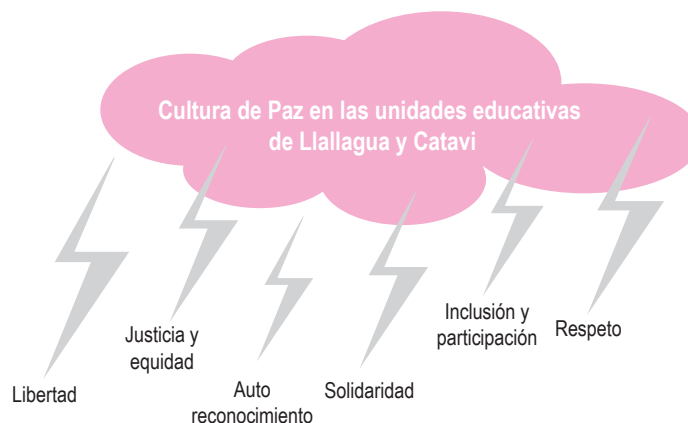 Cultura de Paz en las unidades educativas
de Llallagua y Catavi
Libertad
Justicia y
equidad
Auto
reconocimiento
Solidaridad
Inclusión y
participación
Respeto